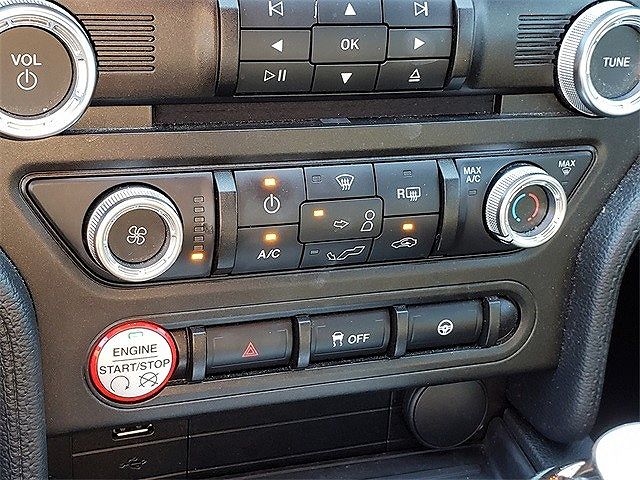 VOL
OK
TUNE
MAX
A/C
MAX
R
A/C
ENGINE
START/STOP
OFF